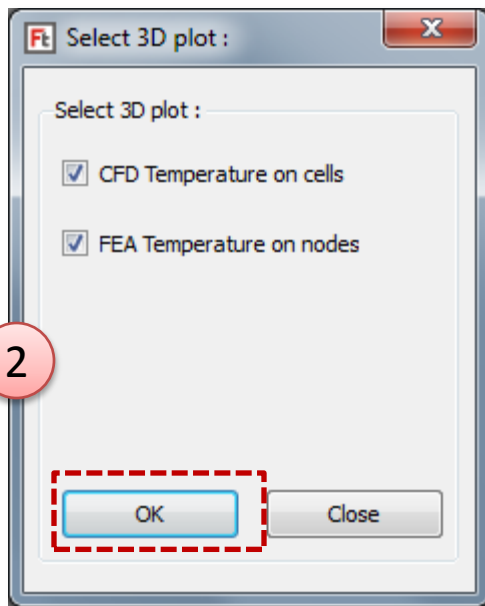 Ft Select 3D plot :
Select 3D plot :
CFD Temperature on cells
FEA Temperature on nodes
2
OK Close